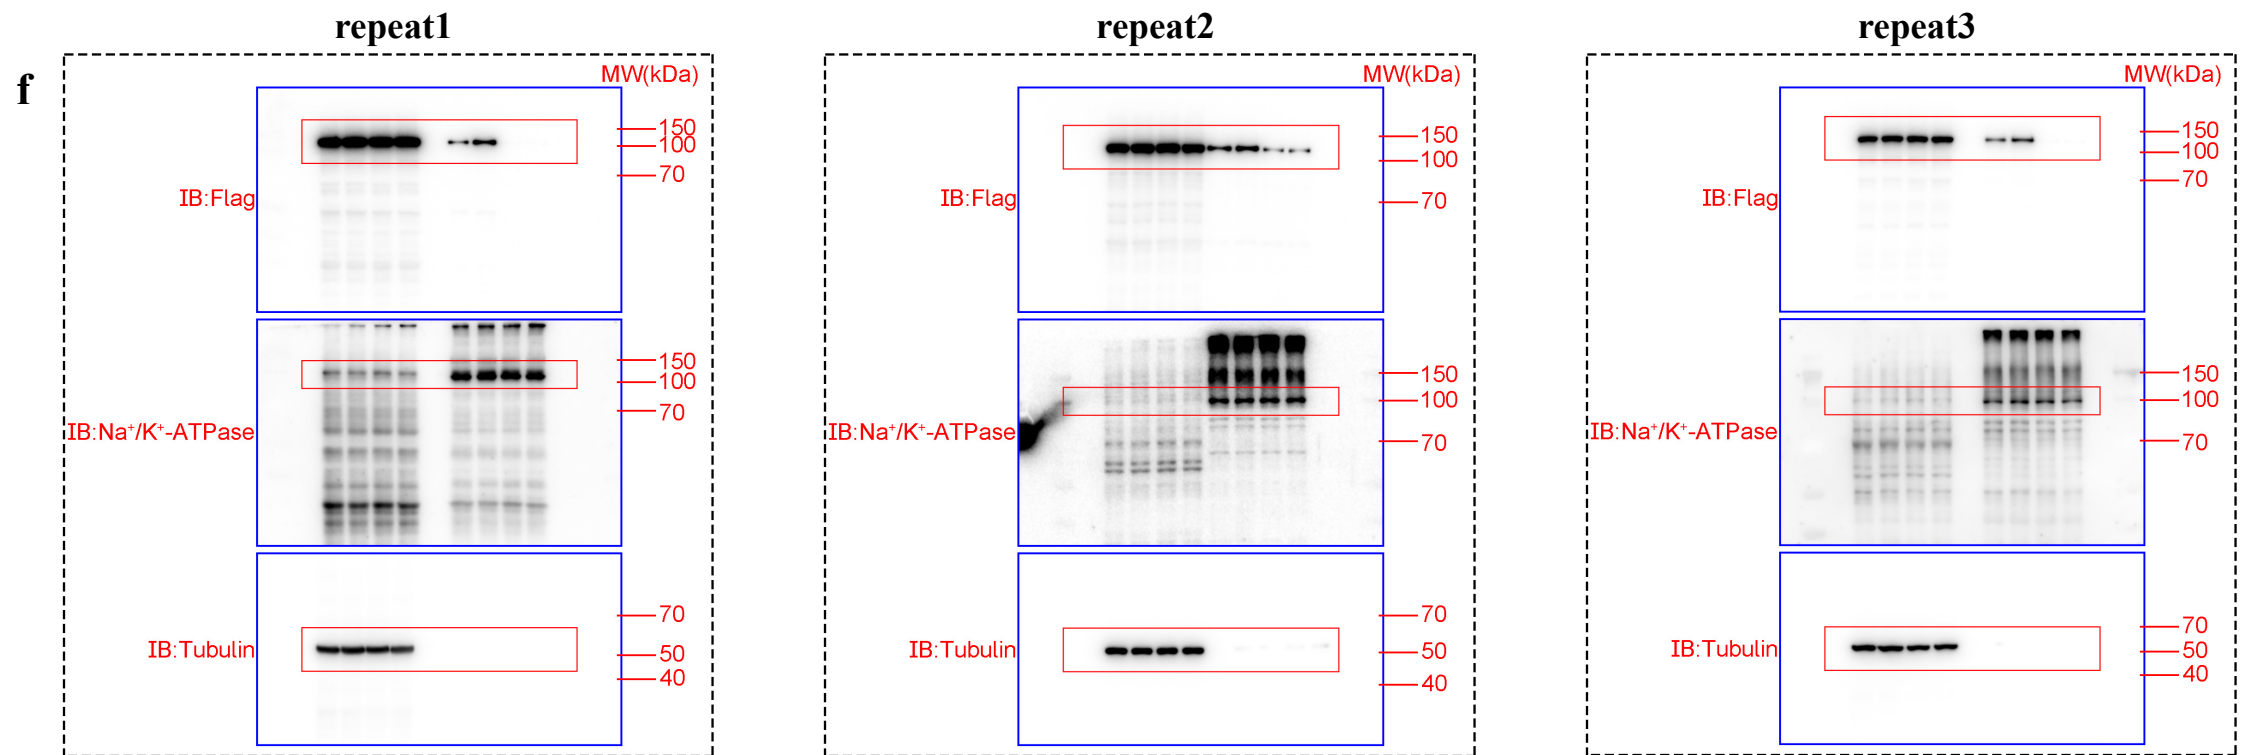 f
repeat1
MW(kDa)
150
100
70
IB:Flag
150
100
70
IB:Na⁺/K⁺-ATPase
70
50
40
IB:Tubulin
repeat2
MW(kDa)
150
100
70
IB:Flag
150
100
70
IB:Na⁺/K⁺-ATPase
70
50
40
IB:Tubulin
repeat3
MW(kDa)
150
100
70
IB:Flag
150
100
70
IB:Na⁺/K⁺-ATPase
70
50
40
IB:Tubulin